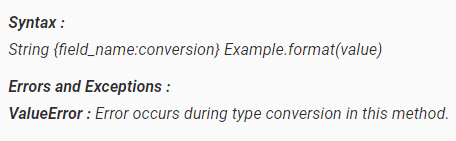 Syntax :
String {field_name:conversion} Example.format(value)
Errors and Exceptions :
ValueError : Error occurs during type conversion in this method.